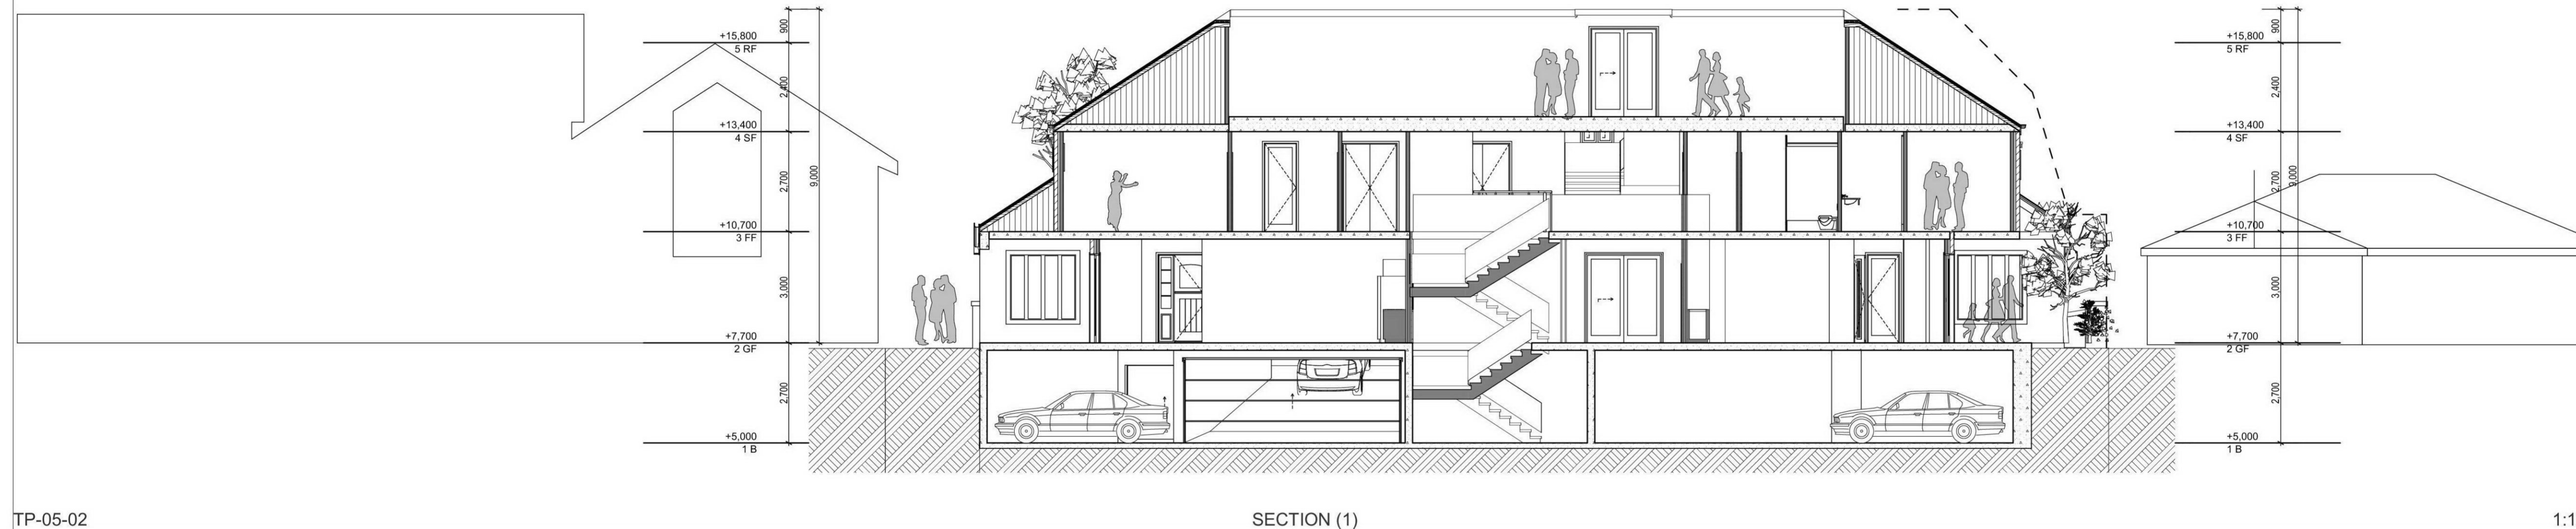 900
+15,800
5 RF
2,400
+13,400
4 SF
2,700
9,000
+10,700
3 FF
3,000
+7,700
2 GF
2,700
+5,000
1 B
900
+15,800
5 RF
2,400
+13,400
4 SF
2,700
9,000
+10,700
3 FF
3,000
+7,700
2 GF
2,700
+5,000
1 B
TP-05-02
SECTION (1)
1:1